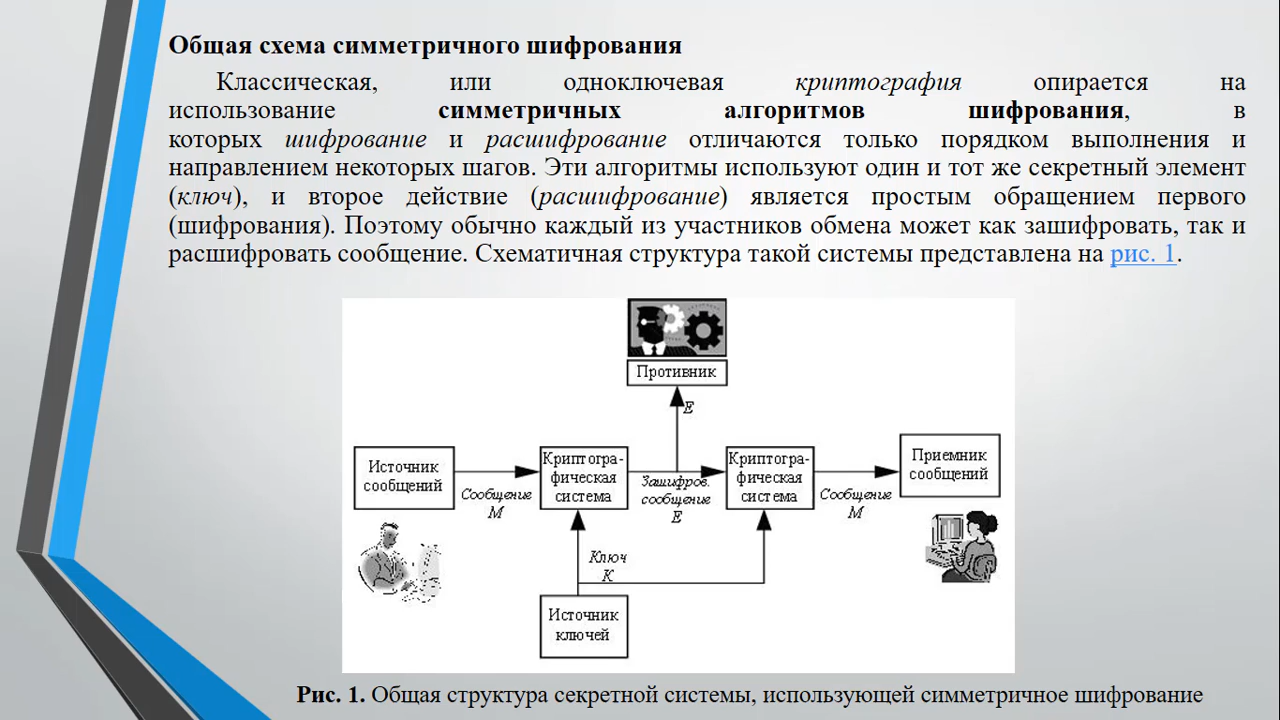 Общая схема симметричного шифрования
Классическая, или одноключевая криптография опирается на
использование симметричных алгоритмов шифрования, в
которых шифрование и расшифрование отличаются только порядком выполнения и
направлением некоторых шагов. Эти алгоритмы используют один и тот же секретный элемент
(ключ), и второе действие (расшифрование) является простым обращением первого
(шифрования). Поэтому обычно каждый из участников обмена может как зашифровать, так и
расшифровать сообщение. Схематичная структура такой системы представлена на рис. 1.
Противник
E
Источник
сообщений
Сообщение
M
Криптогра-
фическая
система
Зашифров.
сообщение
E
Криптогра-
фическая
система
Сообщение
M
Приемник
сообщений
Ключ
K
Источник
ключей
Рис. 1. Общая структура секретной системы, использующей симметричное шифрование